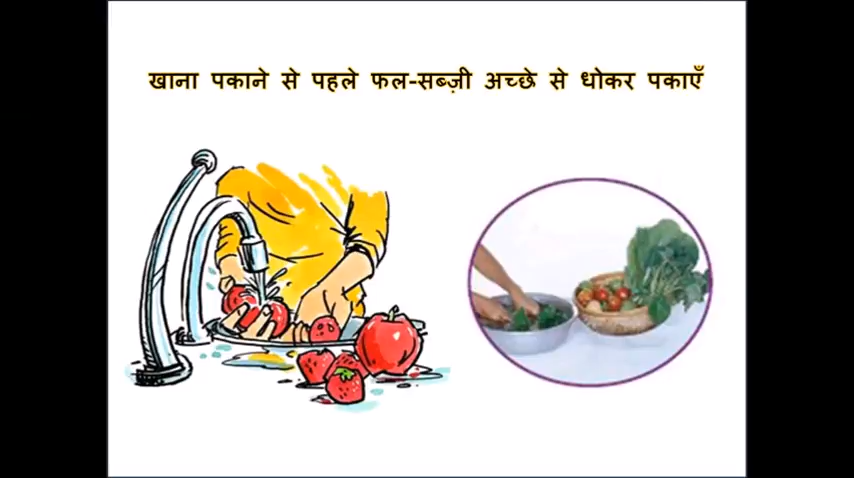 खाना पकाने से पहले फल-सब्ज़ी अच्छे से धोकर पकाएँ